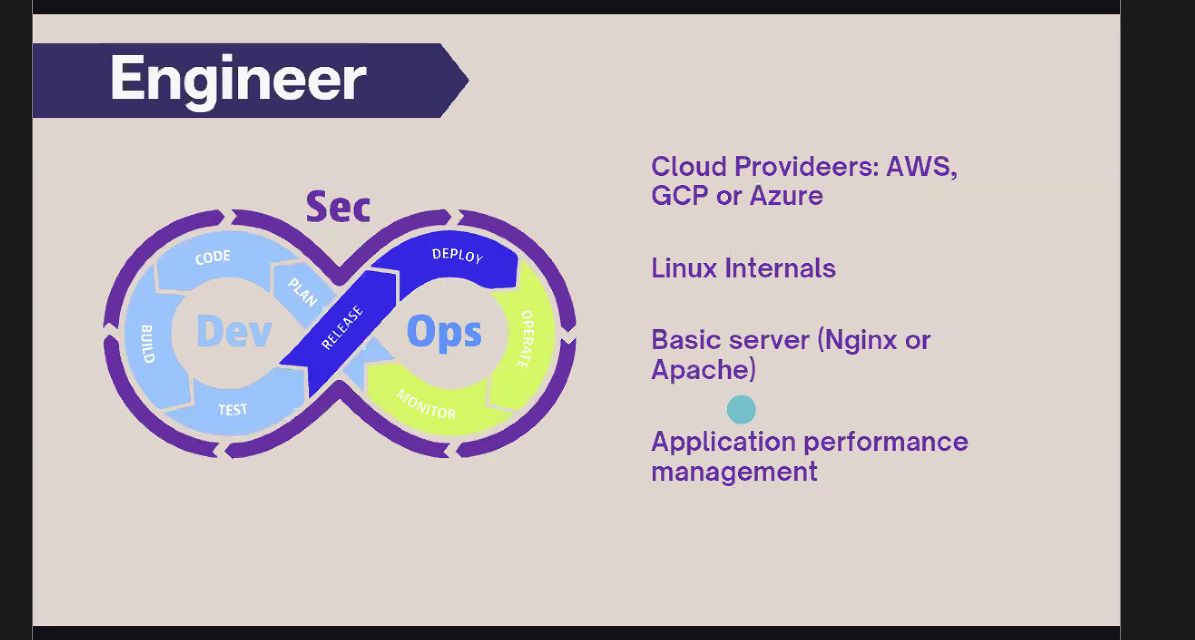 Engineer
Sec
CODE
PLAN
BUILD
Dev
TEST
RELEASE
DEPLOY
Ops
OPERATE
MONITOR
Cloud Provideers: AWS,
GCP or Azure
Linux Internals
Basic server (Nginx or
Apache)
Application performance
management